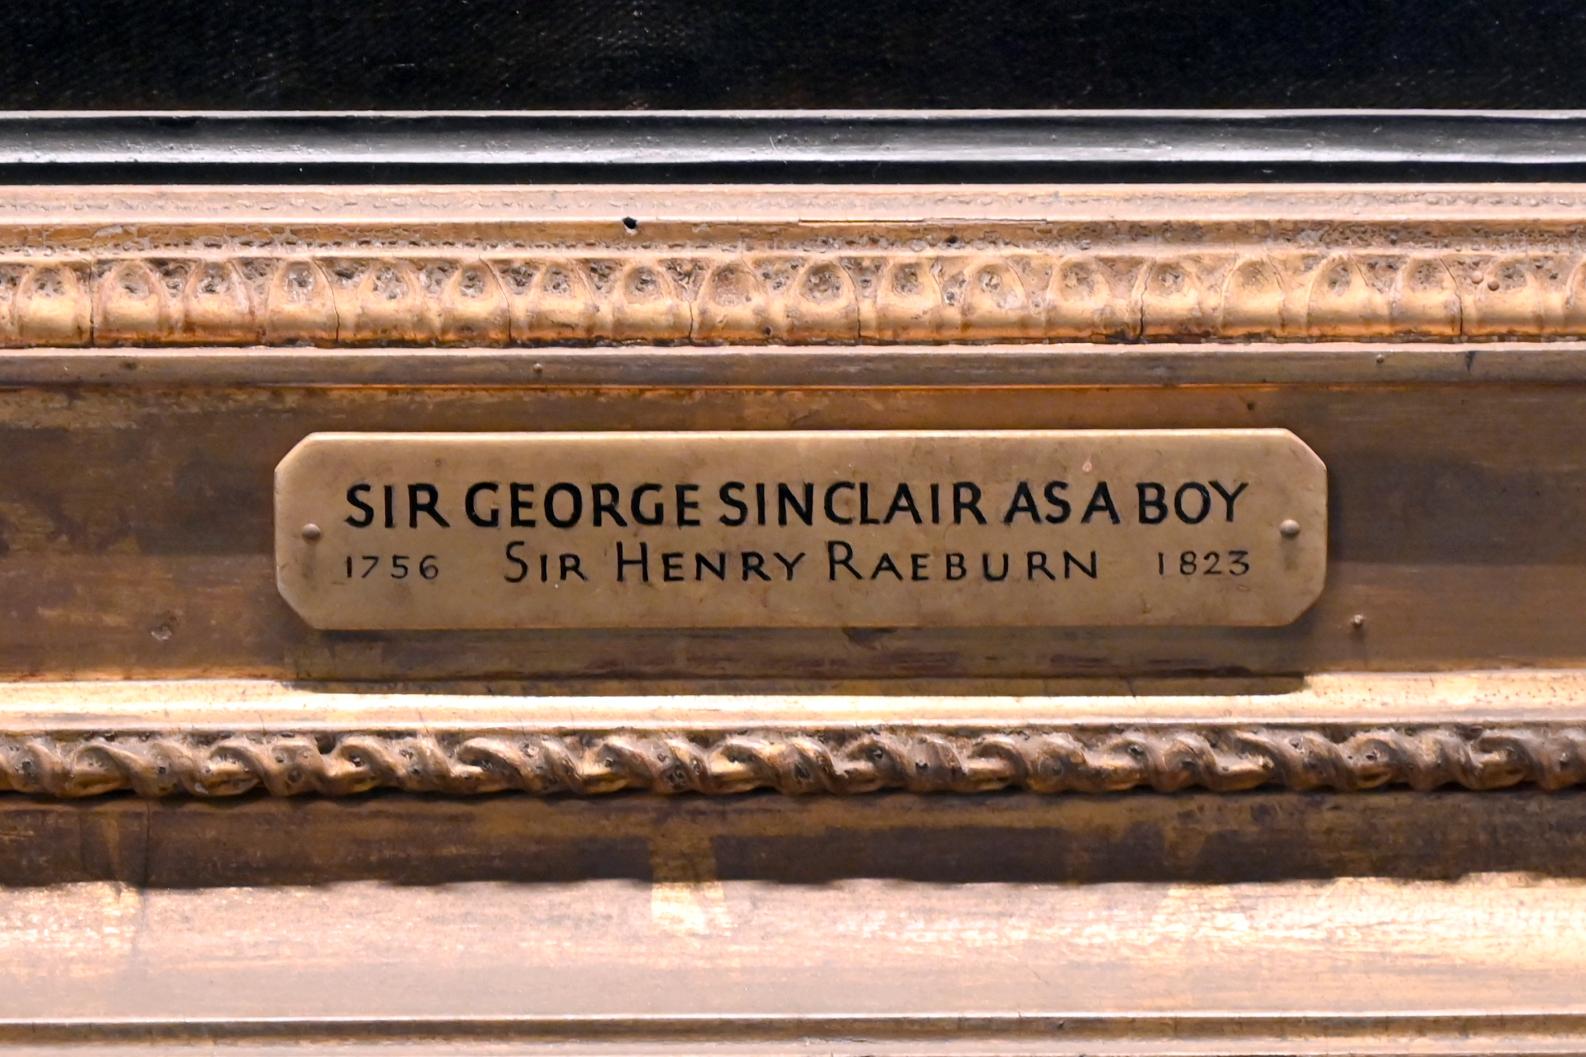 SIR GEORGE SINCLAIR AS A BOY
1756 SIR HENRY RAEBURN 1823